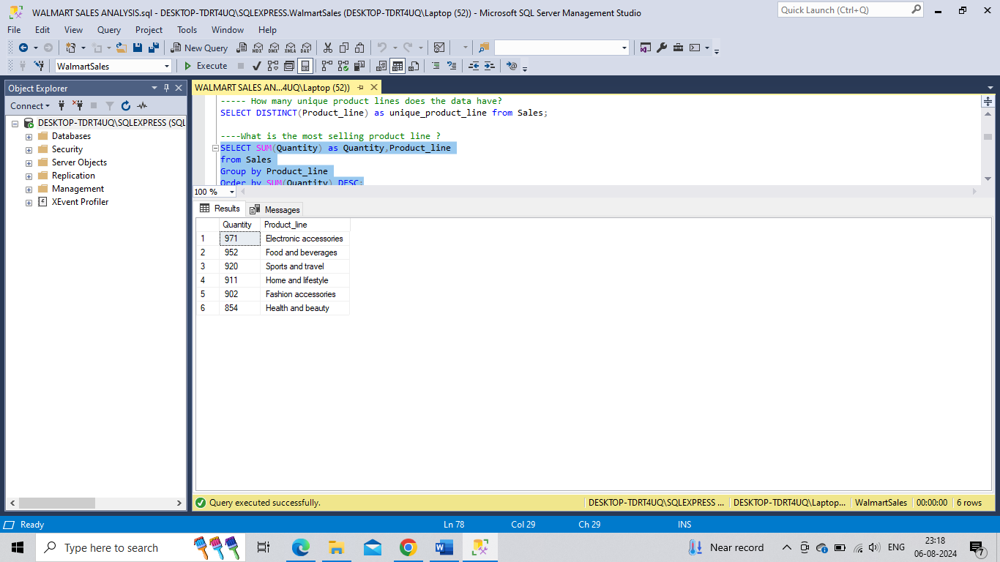 WALMART SALES ANALYSIS.sql - DESKTOP-TDRT4UQ\SQLEXPRESS.WalmartSales (DESKTOP-TDRT4UQ\Laptop (52)) - Microsoft SQL Server Management Studio
Quick Launch (Ctrl+Q)
File Edit View Query Project Tools Window Help
New Query MDX DMX XMLA DAX
WalmartSales Execute
Object Explorer
Connect
DESKTOP-TDRT4UQ\SQLEXPRESS (SQL
Databases
Security
Server Objects
Replication
Management
XEvent Profiler
WALMART SALES AN...4UQ\Laptop (52))
----- How many unique product lines does the data have?
SELECT DISTINCT(Product_line) as unique_product_line from Sales;
----What is the most selling product line ?
SELECT SUM(Quantity) as Quantity,Product_line
from Sales
Group by Product_line
Order by SUM(Quantity) DESC;
100 %
Results Messages
Quantity Product_line
1 971 Electronic accessories
2 952 Food and beverages
3 920 Sports and travel
4 911 Home and lifestyle
5 902 Fashion accessories
6 854 Health and beauty
Query executed successfully. DESKTOP-TDRT4UQ\SQLEXPRESS ... DESKTOP-TDRT4UQ\Laptop... WalmartSales 00:00:00 6 rows
Ready Ln 78 Col 29 Ch 29 INS
Type here to search Near record ENG 23:18
06-08-2024 7